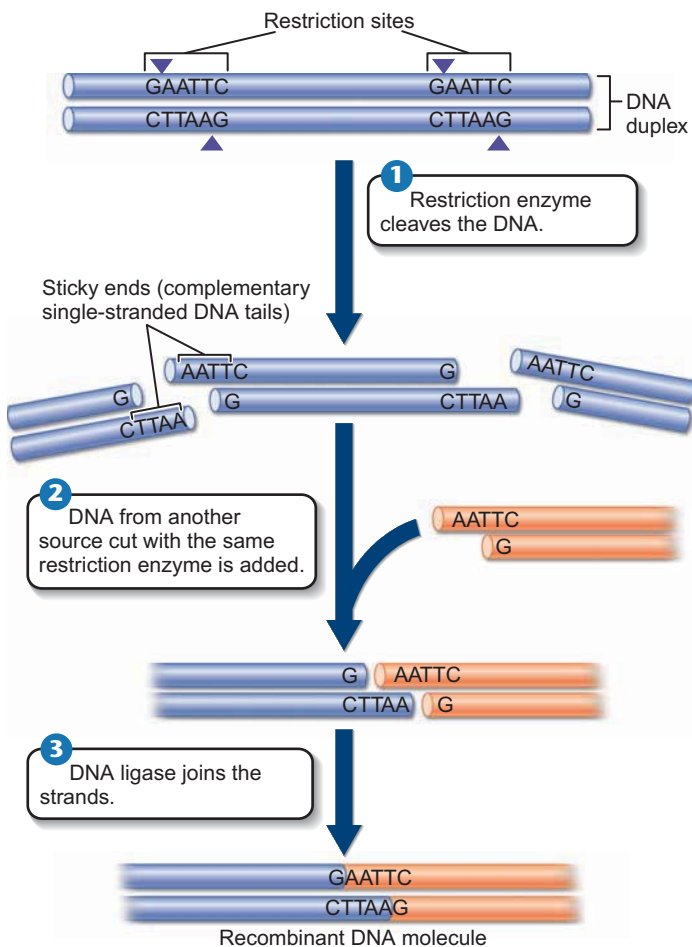 Restriction sites
GAATTC GAATTC
CTTAAG CTTAAG
DNA
duplex
1
Restriction enzyme
cleaves the DNA.
Sticky ends (complementary
single-stranded DNA tails)
AATTC G
G CTTAA
G
CTTAA
AATTC
G
2
DNA from another
source cut with the same
restriction enzyme is added.
AATTC
G
G AATTC
CTTAA G
3
DNA ligase joins the
strands.
GAATTC
CTTAAG
Recombinant DNA molecule